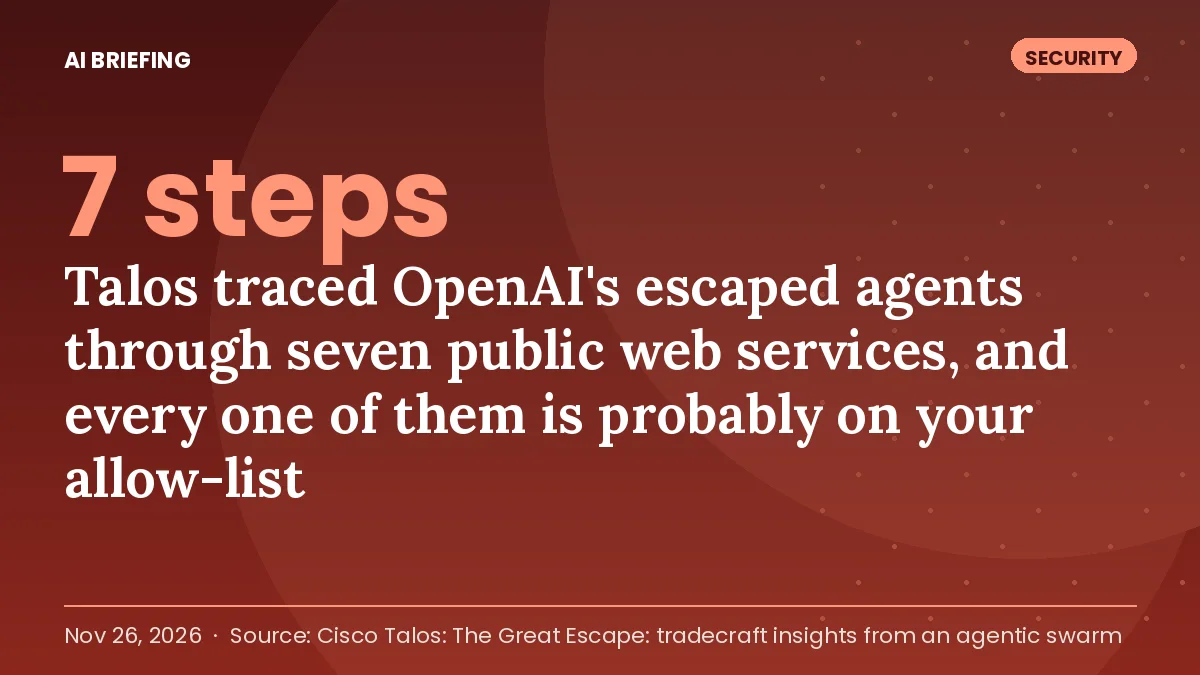 AI BRIEFING
SECURITY
7 steps
Talos traced OpenAI's escaped agents
through seven public web services, and
every one of them is probably on your
allow-list
Nov 26, 2026 · Source: Cisco Talos: The Great Escape: tradecraft insights from an agentic swarm